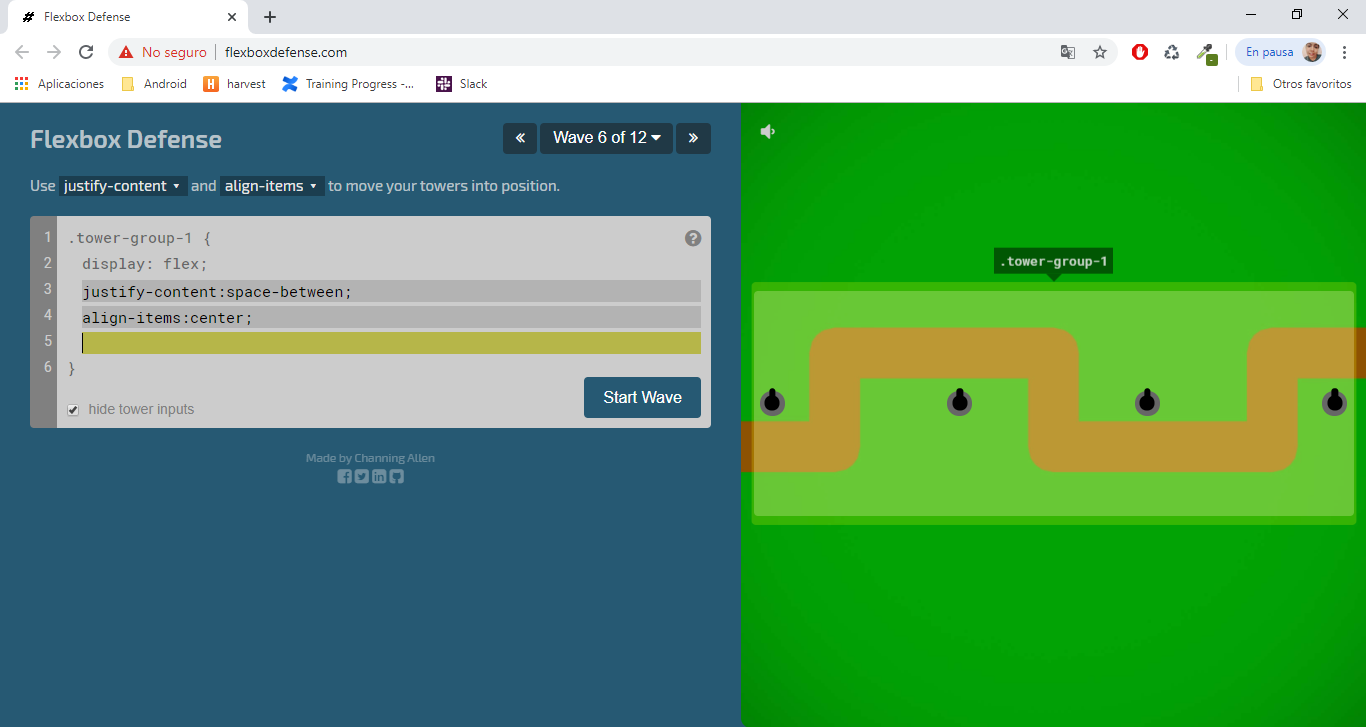 Flexbox Defense
No seguro flexboxdefense.com En pausa
Aplicaciones Android harvest Training Progress -... Slack Otros favoritos
Flexbox Defense
« Wave 6 of 12 »
Use justify-content and align-items to move your towers into position.
1 .tower-group-1 {
2 display: flex;
3 justify-content:space-between;
4 align-items:center;
5
6 }
hide tower inputs
Start Wave
Made by Channing Allen
.tower-group-1